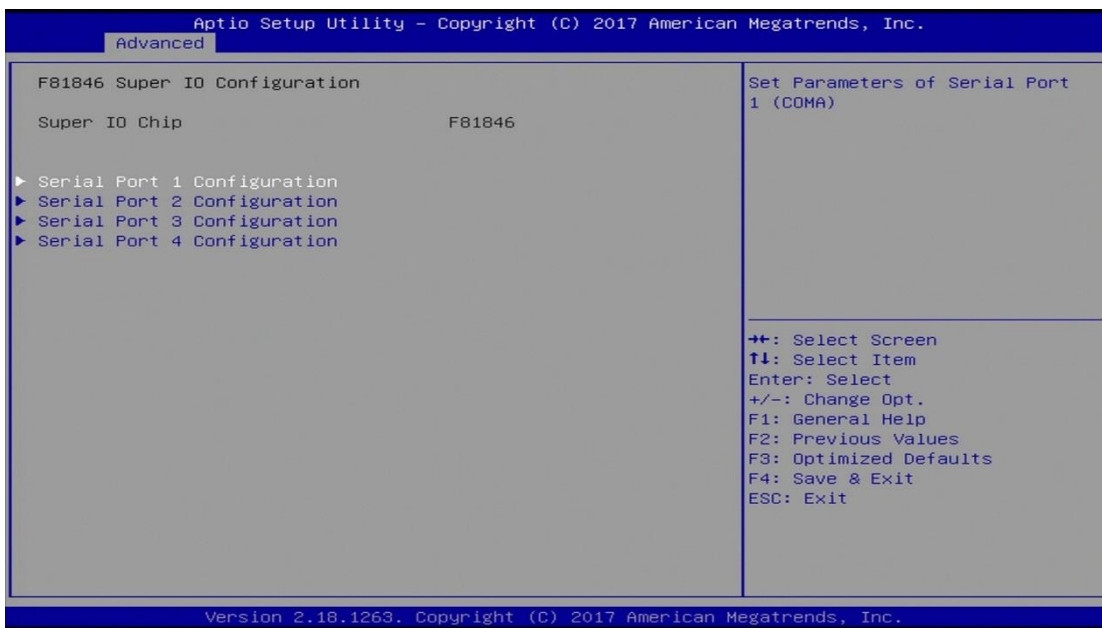 Aptio Setup Utility – Copyright (C) 2017 American Megatrends, Inc.
Advanced
F81846 Super IO Configuration
Super IO Chip F81846
▶ Serial Port 1 Configuration
▶ Serial Port 2 Configuration
▶ Serial Port 3 Configuration
▶ Serial Port 4 Configuration
Set Parameters of Serial Port
1 (COMA)
→←: Select Screen
↑↓: Select Item
Enter: Select
+/-: Change Opt.
F1: General Help
F2: Previous Values
F3: Optimized Defaults
F4: Save & Exit
ESC: Exit
Version 2.18.1263. Copyright (C) 2017 American Megatrends, Inc.